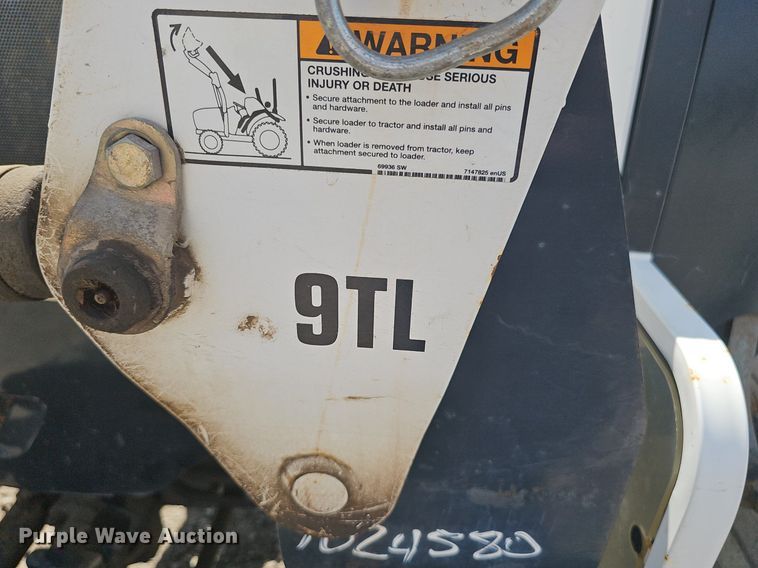 WARNING
CRUSHING SERIOUS
INJURY OR DEATH
• Secure attachment to the loader and install all pins
and hardware.
• Secure loader to tractor and install all pins and
hardware.
• When loader is removed from tractor, keep
attachment secured to loader.
69936 SW 7147825 enUS
9TL
1024580
Purple Wave Auction